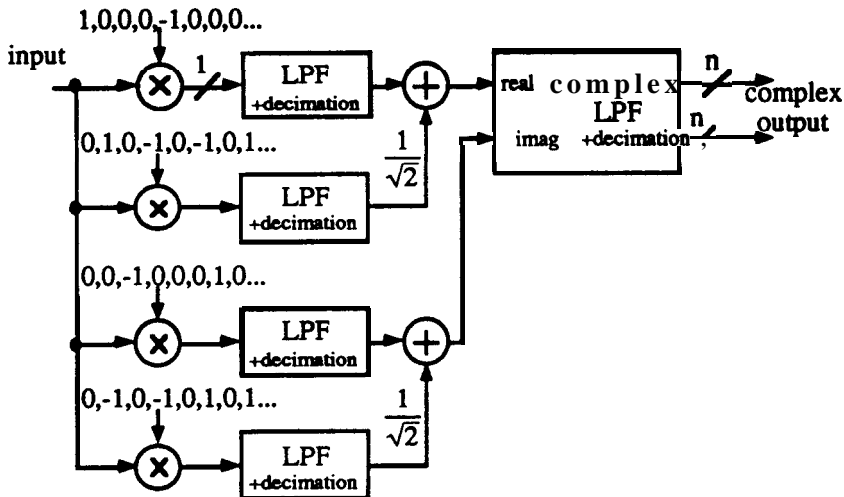 1,0,0,0,-1,0,0,0...
input
1
LPF
+decimation
0,1,0,-1,0,-1,0,1...
LPF
+decimation
1
√2
0,0,-1,0,0,0,1,0...
LPF
+decimation
0,-1,0,-1,0,1,0,1...
LPF
+decimation
1
√2
real complex
LPF
imag +decimation
n
n
complex
output